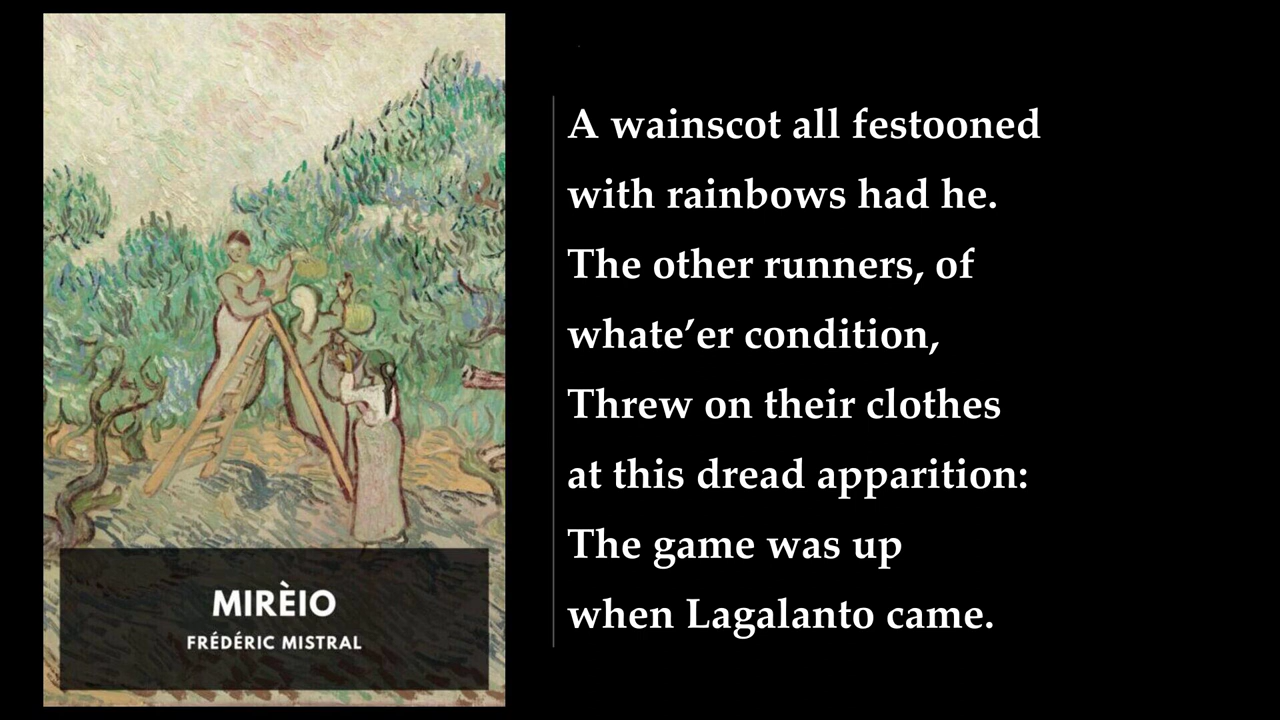 MIRÈIO
FRÉDÉRIC MISTRAL
A wainscot all festooned
with rainbows had he.
The other runners, of
whate’er condition,
Threw on their clothes
at this dread apparition:
The game was up
when Lagalanto came.